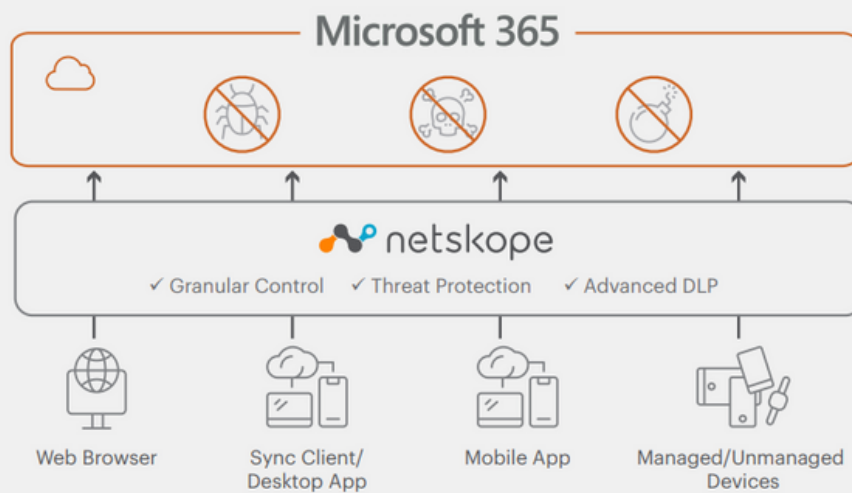 Microsoft 365
netskope
✓ Granular Control ✓ Threat Protection ✓ Advanced DLP
Web Browser
Sync Client/
Desktop App
Mobile App
Managed/Unmanaged
Devices